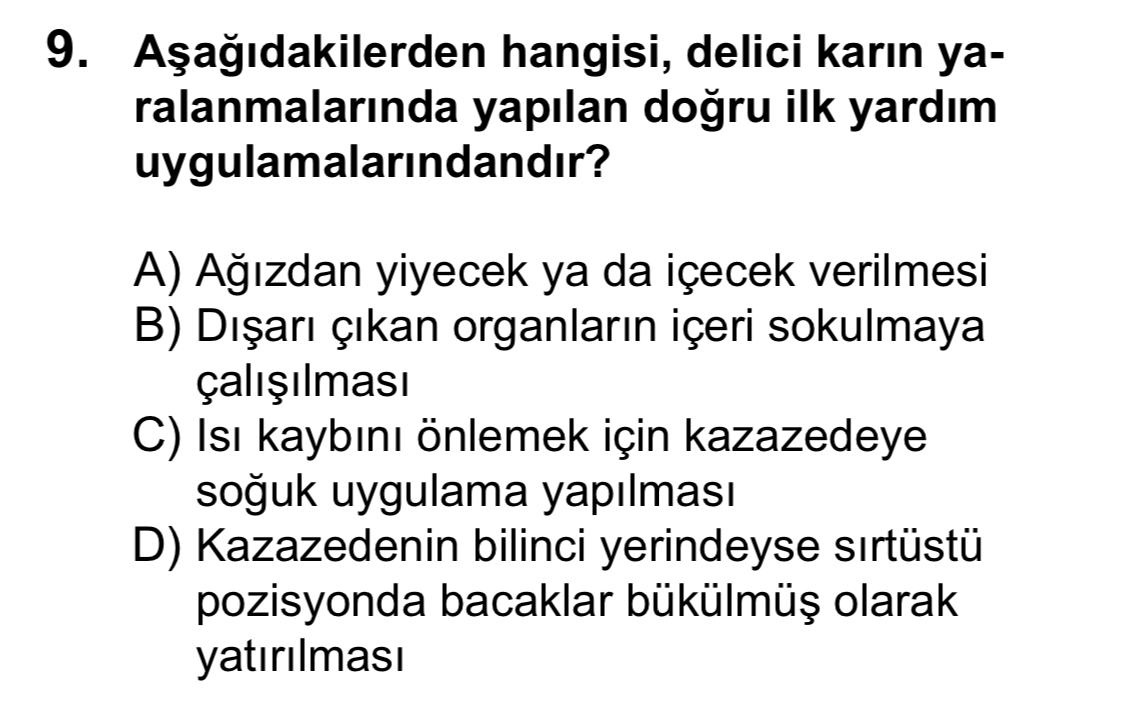 9. Aşağıdakilerden hangisi, delici karın ya-
ralanmalarında yapılan doğru ilk yardım
uygulamalarındandır?
A) Ağızdan yiyecek ya da içecek verilmesi
B) Dışarı çıkan organların içeri sokulmaya
çalışılması
C) Isı kaybını önlemek için kazazedeye
soğuk uygulama yapılması
D) Kazazedenin bilinci yerindeyse sırtüstü
pozisyonda bacaklar bükülmüş olarak
yatırılması